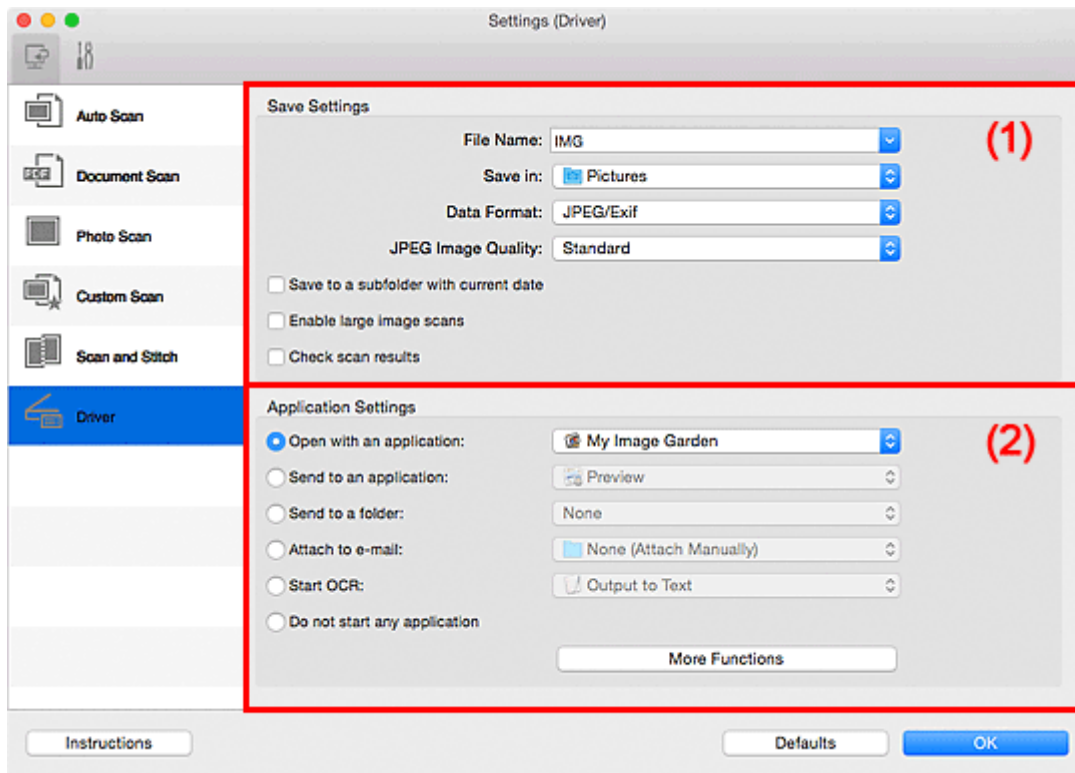 Settings (Driver)
Auto Scan
PDF
Document Scan
Photo Scan
Custom Scan
Scan and Stitch
Driver
Save Settings
(1)
File Name: IMG
Save in: Pictures
Data Format: JPEG/Exif
JPEG Image Quality: Standard
Save to a subfolder with current date
Enable large image scans
Check scan results
Application Settings
(2)
Open with an application: My Image Garden
Send to an application: Preview
Send to a folder: None
Attach to e-mail: None (Attach Manually)
Start OCR: Output to Text
Do not start any application
More Functions
Instructions
Defaults
OK